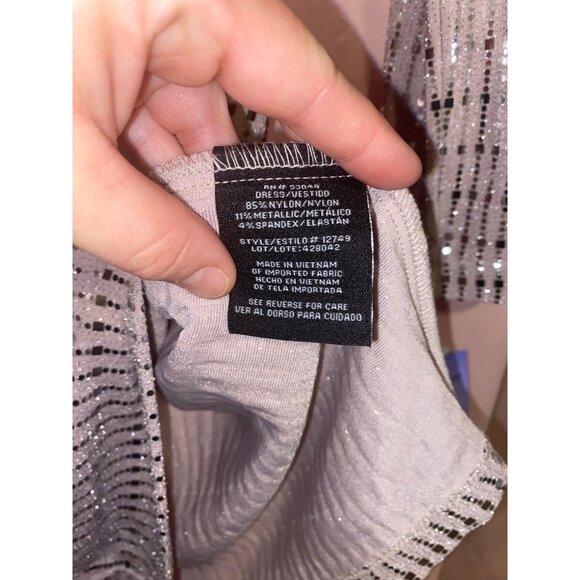 RN# 53048
DRESS/VESTIDO
85% NYLON/NYLON
11% METALLIC/METÁLICO
4% SPANDEX/ELASTÁN
STYLE/ESTILO# 12749
LOT/LOTE: 428042
MADE IN VIETNAM
OF IMPORTED FABRIC
HECHO EN VIETNAM
DE TELA IMPORTADA
SEE REVERSE FOR CARE
VER AL DORSO PARA CUIDADO